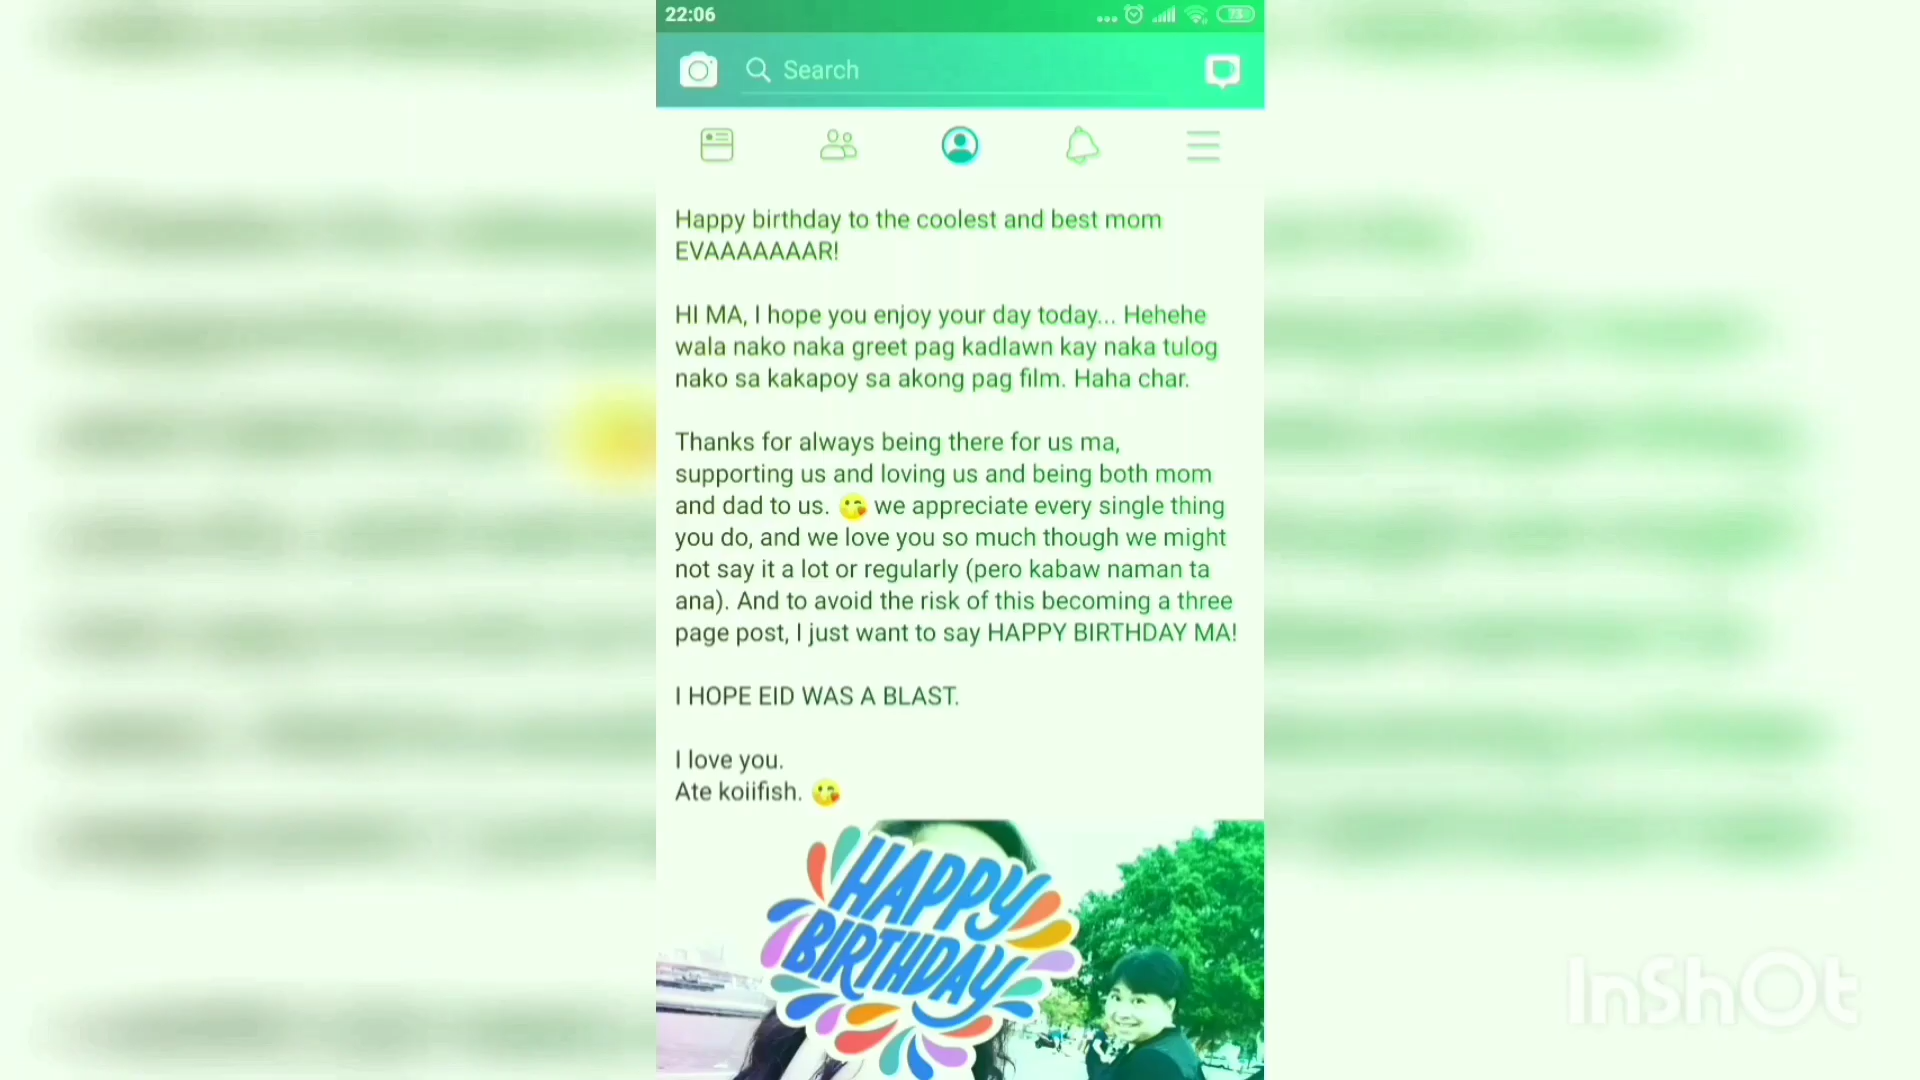 22:06
73
Search
Happy birthday to the coolest and best mom
EVAAAAAAAR!
HI MA, I hope you enjoy your day today... Hehehe
wala nako naka greet pag kadlawn kay naka tulog
nako sa kakapoy sa akong pag film. Haha char.
Thanks for always being there for us ma,
supporting us and loving us and being both mom
and dad to us. 😘 we appreciate every single thing
you do, and we love you so much though we might
not say it a lot or regularly (pero kabaw naman ta
ana). And to avoid the risk of this becoming a three
page post, I just want to say HAPPY BIRTHDAY MA!
I HOPE EID WAS A BLAST.
I love you.
Ate koiifish. 😘
HAPPY
BIRTHDAY
InShOt